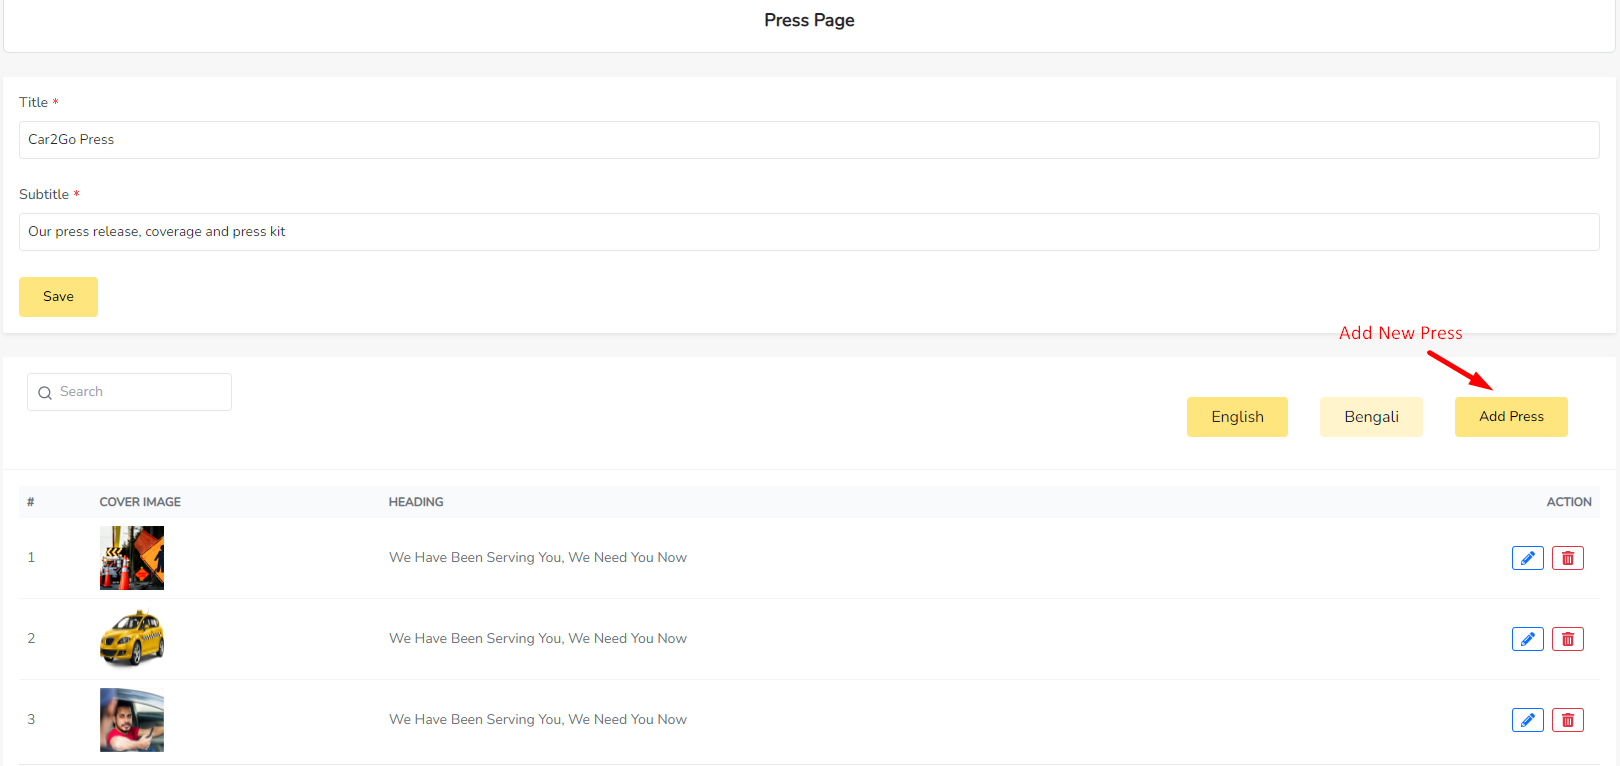 Press Page
Title *
Car2Go Press
Subtitle *
Our press release, coverage and press kit
Save
Add New Press
Search
English Bengali Add Press
# COVER IMAGE HEADING ACTION
1 We Have Been Serving You, We Need You Now
2 We Have Been Serving You, We Need You Now
3 We Have Been Serving You, We Need You Now